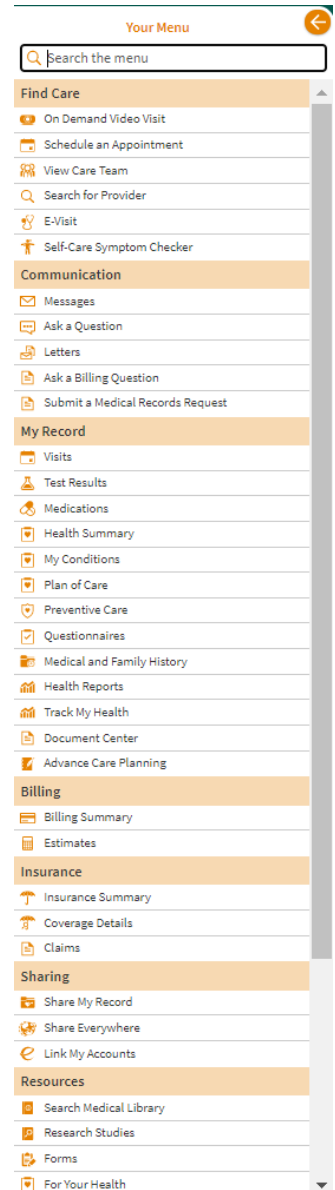 Your Menu
Search the menu
Find Care
On Demand Video Visit
Schedule an Appointment
View Care Team
Search for Provider
E-Visit
Self-Care Symptom Checker
Communication
Messages
Ask a Question
Letters
Ask a Billing Question
Submit a Medical Records Request
My Record
Visits
Test Results
Medications
Health Summary
My Conditions
Plan of Care
Preventive Care
Questionnaires
Medical and Family History
Health Reports
Track My Health
Document Center
Advance Care Planning
Billing
Billing Summary
Estimates
Insurance
Insurance Summary
Coverage Details
Claims
Sharing
Share My Record
Share Everywhere
Link My Accounts
Resources
Search Medical Library
Research Studies
Forms
For Your Health